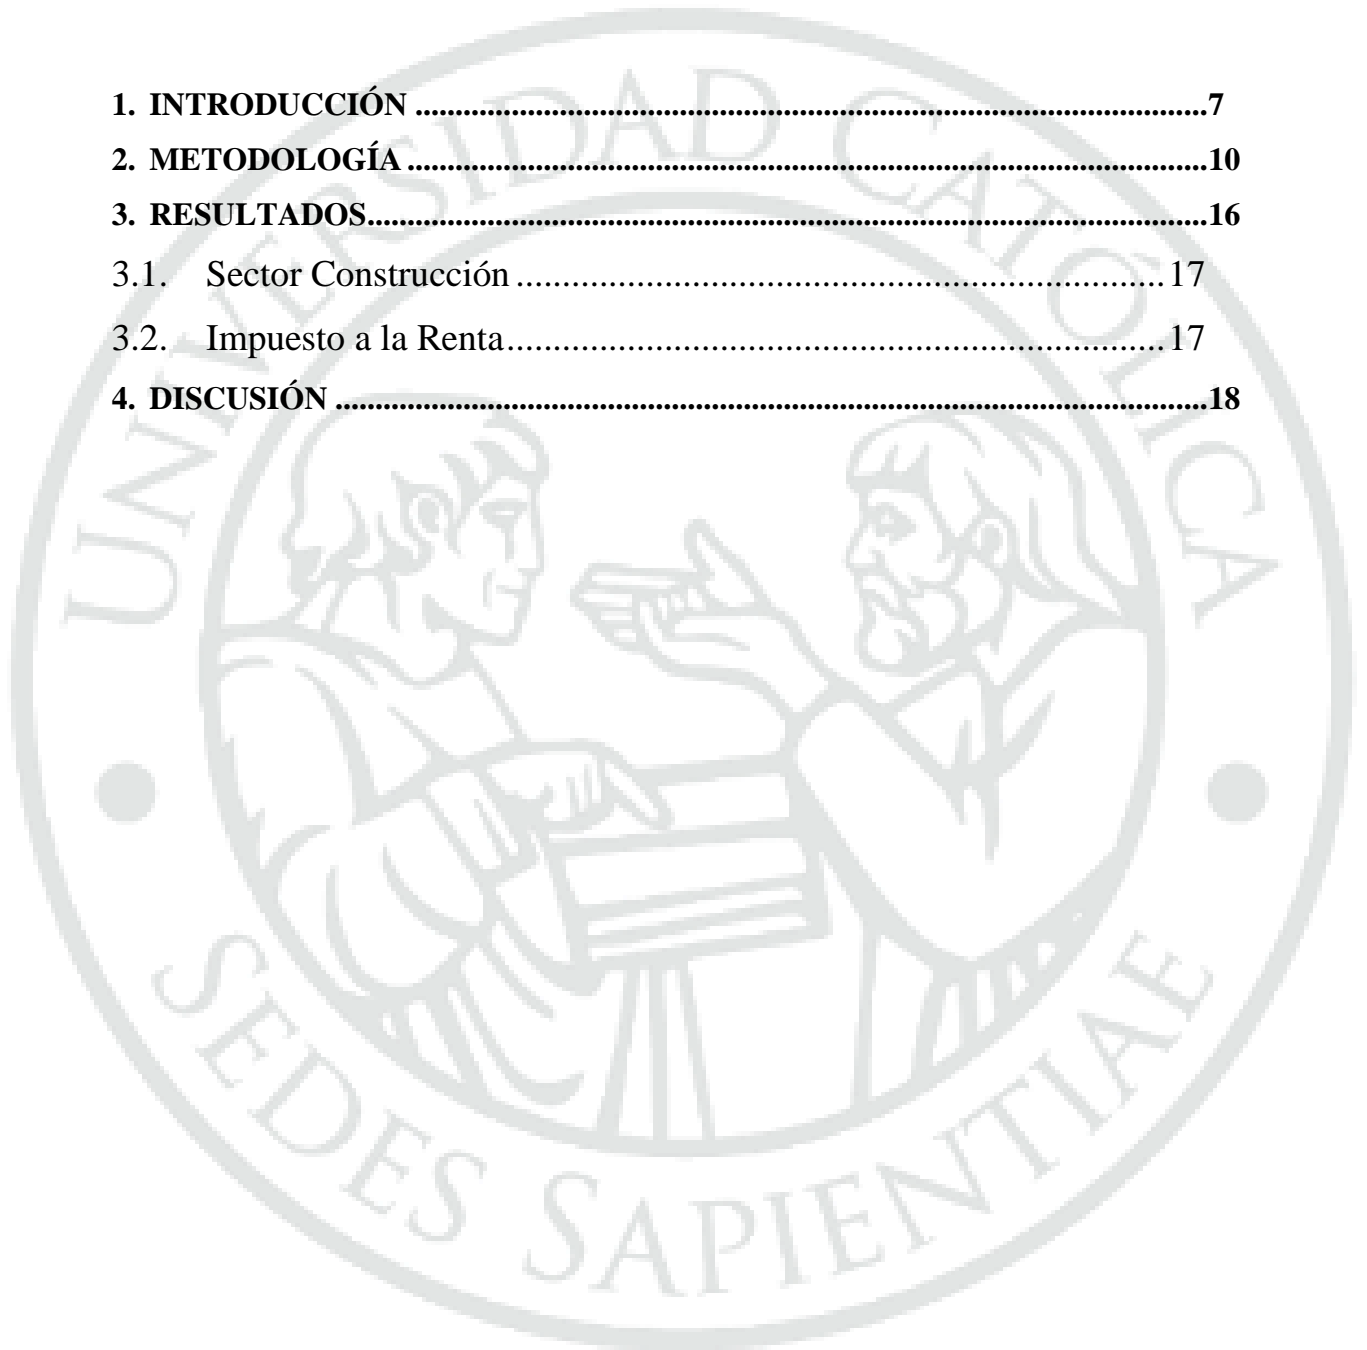 1. INTRODUCCIÓN ........................................................................................................7
2. METODOLOGÍA ........................................................................................................10
3. RESULTADOS........................................................................................................16
3.1. Sector Construcción ......................................................................17
3.2. Impuesto a la Renta........................................................................17
4. DISCUSIÓN ........................................................................................................18
UNIVERSIDAD CATÓLICA
SEDES SAPIENTIAE